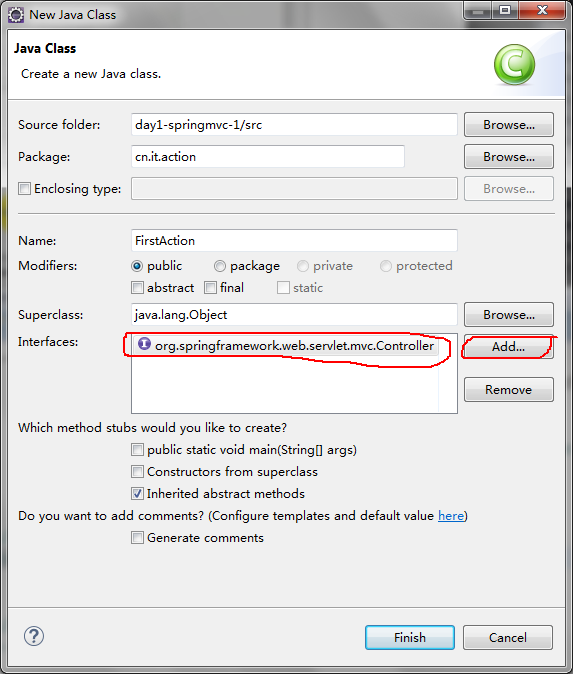 New Java Class
Java Class
Create a new Java class.
Source folder: day1-springmvc-1/src Browse...
Package: cn.it.action Browse...
Enclosing type: Browse...
Name: FirstAction
Modifiers: public package private protected
abstract final static
Superclass: java.lang.Object Browse...
Interfaces: org.springframework.web.servlet.mvc.Controller Add...
Remove
Which method stubs would you like to create?
public static void main(String[] args)
Constructors from superclass
Inherited abstract methods
Do you want to add comments? (Configure templates and default value here)
Generate comments
Finish Cancel